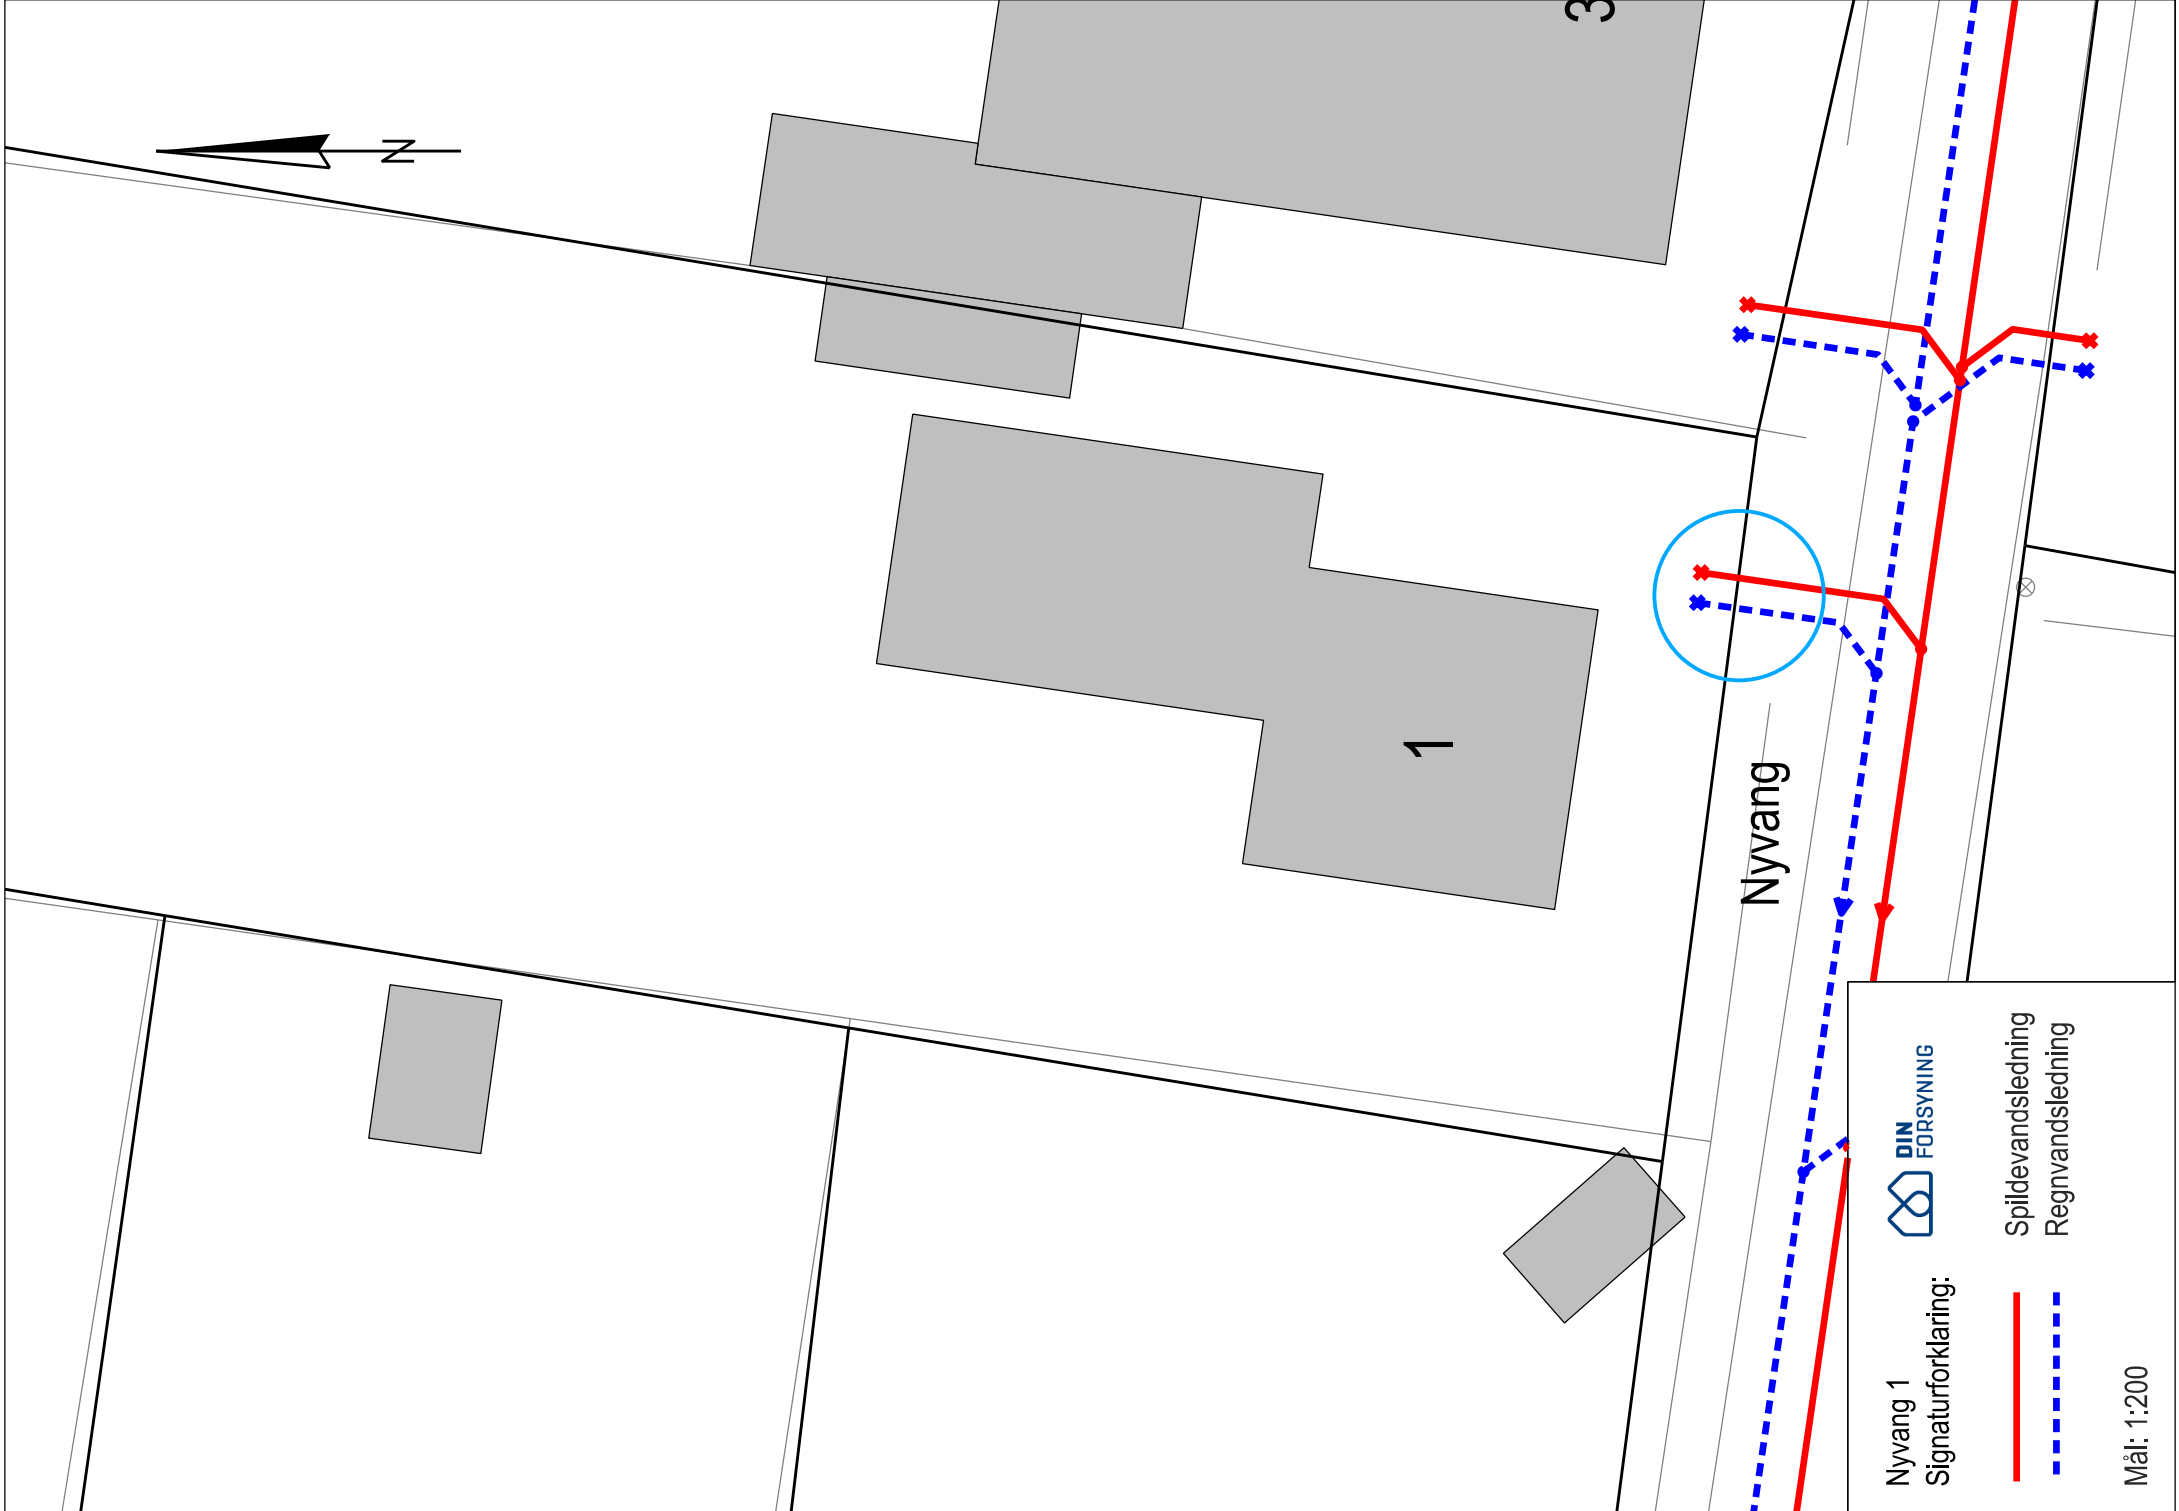 N
3
1
Nyvang
DIN
FORSYNING
Nyvang 1
Signaturforklaring:
Spildevandsledning
Regnvandsledning
Mål: 1:200